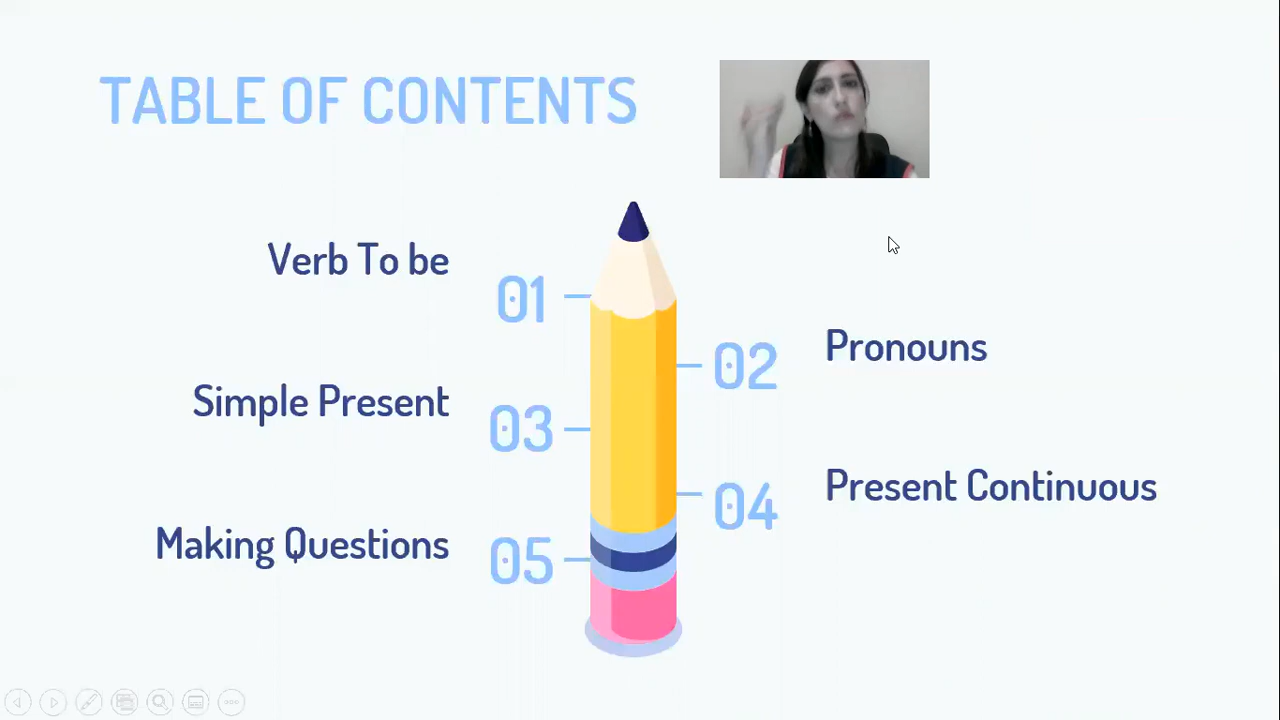 TABLE OF CONTENTS
Verb To be
01
02
Pronouns
Simple Present
03
04
Present Continuous
Making Questions
05